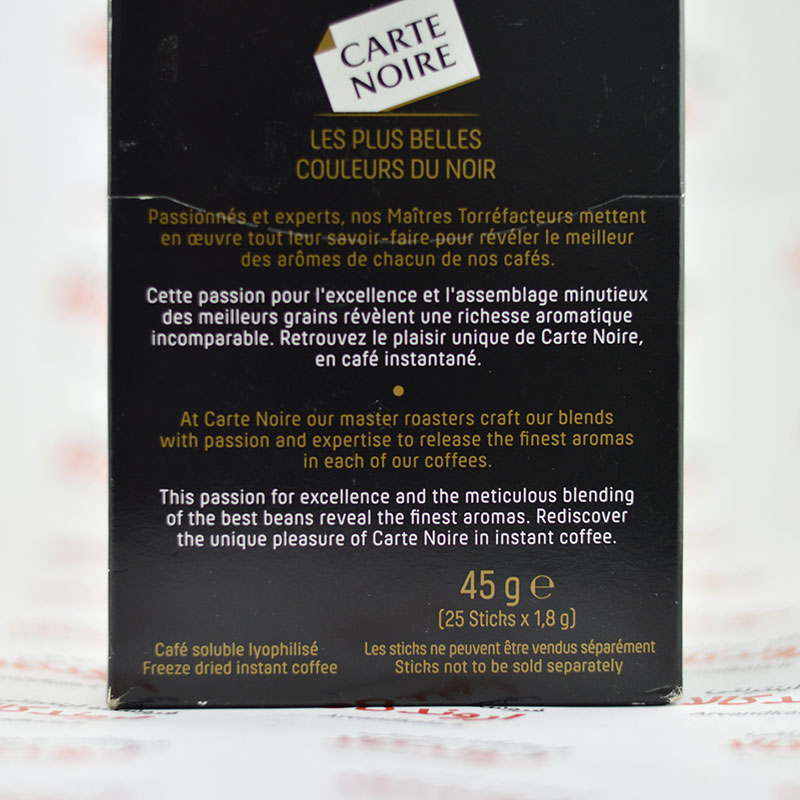 CARTE
NOIRE
LES PLUS BELLES
COULEURS DU NOIR
Passionnés et experts, nos Maîtres Torréfacteurs mettent
en œuvre tout leur savoir-faire pour révéler le meilleur
des arômes de chacun de nos cafés.
Cette passion pour l'excellence et l'assemblage minutieux
des meilleurs grains révèlent une richesse aromatique
incomparable. Retrouvez le plaisir unique de Carte Noire,
en café instantané.
At Carte Noire our master roasters craft our blends
with passion and expertise to release the finest aromas
in each of our coffees.
This passion for excellence and the meticulous blending
of the best beans reveal the finest aromas. Rediscover
the unique pleasure of Carte Noire in instant coffee.
45 g e
(25 Sticks x 1,8 g)
Café soluble lyophilisé
Freeze dried instant coffee
Les sticks ne peuvent être vendus séparément
Sticks not to be sold separately